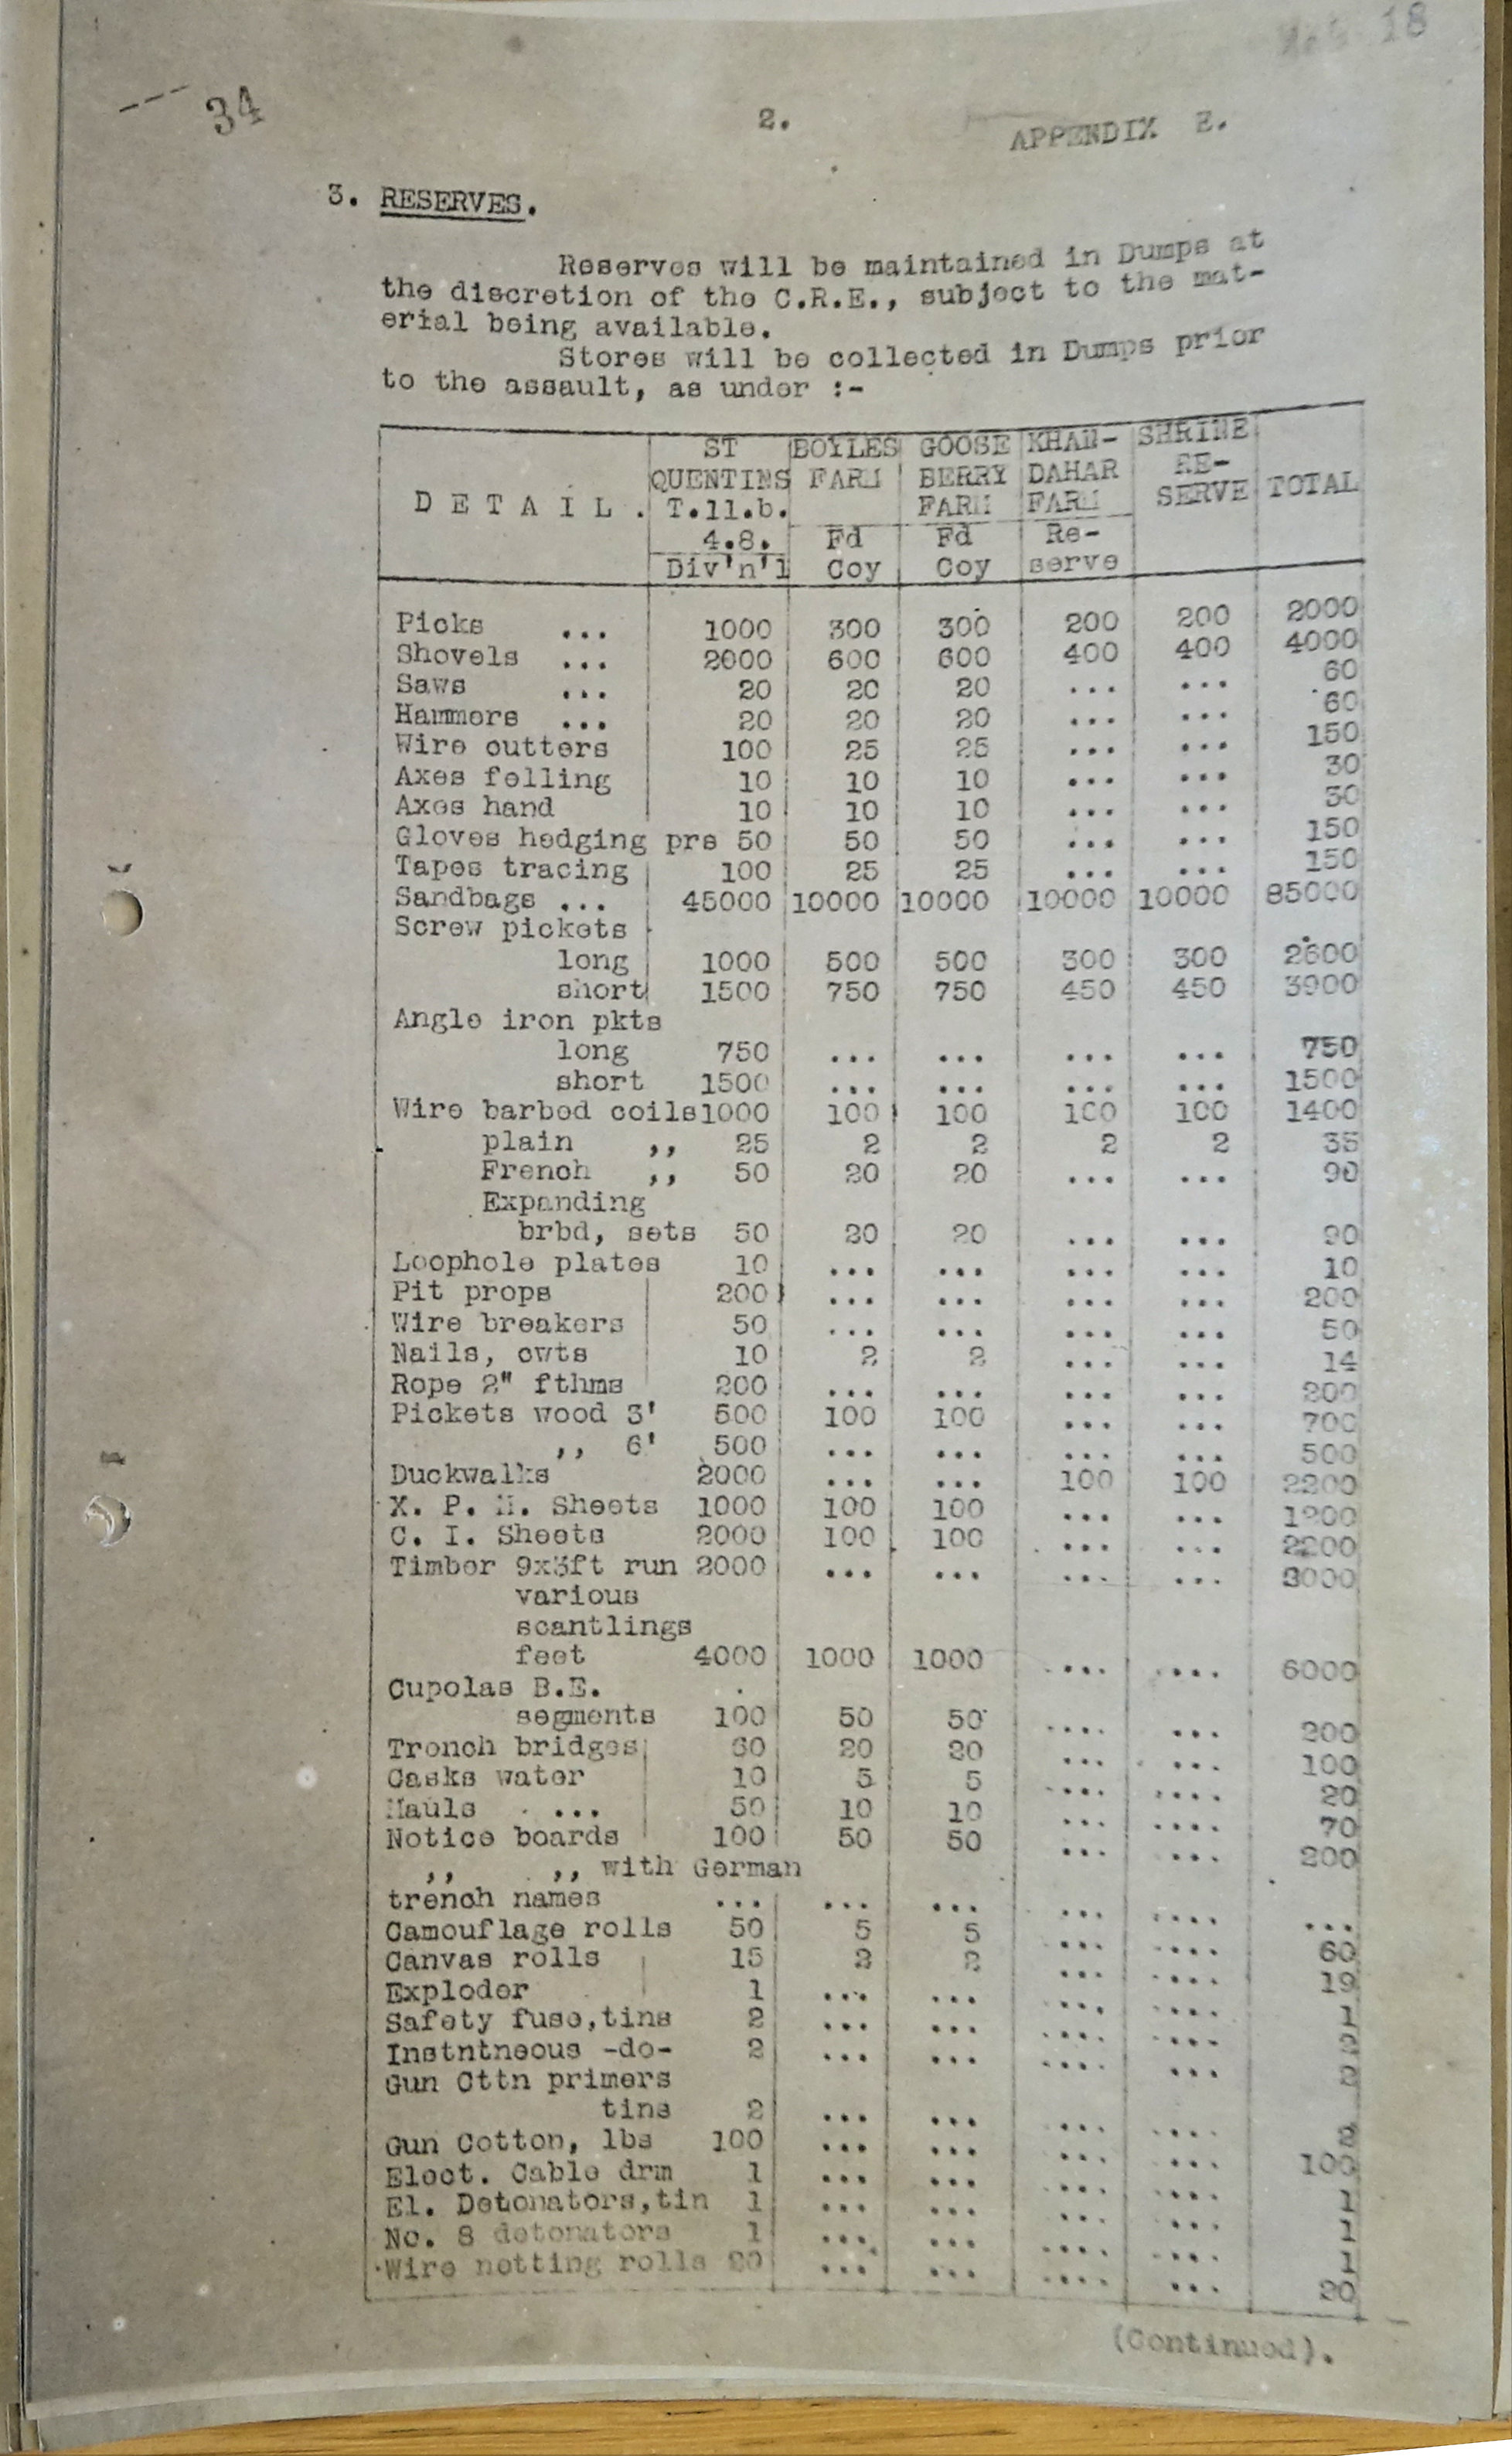 18
34
2.
APPENDIX E.
3. RESERVES.
Reserves will be maintained in Dumps at
the discretion of the C.R.E., subject to the mat-
erial being available.
Stores will be collected in Dumps prior
to the assault, as under :-
D E T A I L . ST QUENTINS T.11.b. 4.8. Div'n'l BOYLES FARM Fd Coy GOOSE BERRY FARM Fd Coy KHAN- DAHAR FARM Re- serve SHRINE RE- SERVE TOTAL
Picks ... 1000 300 300 200 200 2000
Shovels ... 2000 600 600 400 400 4000
Saws ... 20 20 20 ... ... 60
Hammers ... 20 20 20 ... ... 60
Wire cutters 100 25 25 ... ... 150
Axes felling 10 10 10 ... ... 30
Axes hand 10 10 10 ... ... 30
Gloves hedging prs 50 50 50 ... ... 150
Tapes tracing 100 25 25 ... ... 150
Sandbags ... 45000 10000 10000 10000 10000 85000
Screw pickets
long 1000 500 500 300 300 2600
short 1500 750 750 450 450 3900
Angle iron pkts
long 750 ... ... ... ... 750
short 1500 ... ... ... ... 1500
Wire barbed coils 1000 100 100 100 100 1400
plain ,, 25 2 2 2 2 35
French ,, 50 20 20 ... ... 90
Expanding
brbd, sets 50 20 20 ... ... 90
Loophole plates 10 ... ... ... ... 10
Pit props 200 ... ... ... ... 200
Wire breakers 50 ... ... ... ... 50
Nails, cwts 10 2 2 ... ... 14
Rope 2" fthms 200 ... ... ... ... 200
Pickets wood 3' 500 100 100 ... ... 700
,, 6' 500 ... ... ... ... 500
Duckwalks 2000 ... ... 100 100 2200
X. P. M. Sheets 1000 100 100 ... ... 1200
C. I. Sheets 2000 100 100 ... ... 2200
Timber 9x3ft run 2000 ... ... ... ... 3000
various
scantlings
feet 4000 1000 1000 .... .... 6000
Cupolas B.E.
segments 100 50 50 .... ... 200
Trench bridges 60 20 20 ... ... 100
Casks water 10 5 5 .... .... 20
Mauls ... 50 10 10 ... .... 70
Notice boards 100 50 50 ... ... 200
,, ,, with German
trench names ... ... ... ... .... ...
Camouflage rolls 50 5 5 ... .... 60
Canvas rolls 15 2 2 ... .... 19
Exploder 1 ... ... .... .... 1
Safety fuse,tins 2 ... ... .... .... 2
Instntneous -do- 2 ... ... .... ... 2
Gun Cttn primers
tins 2 ... ... ... .... 2
Gun Cotton, lbs 100 ... ... ... ... 100
Elect. Cable drm 1 ... ... ... .... 1
El. Detonators,tin 1 ... ... ... ... 1
No. 8 detonators 1 ... ... .... .... 1
Wire netting rolls 20 ... ... .... ... 20
(Continued).